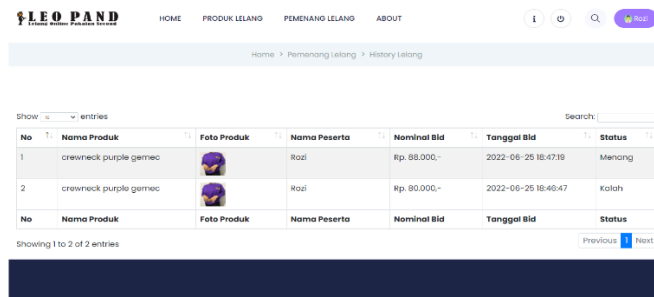 LEO PAND
Lelang Online Pakaian Second
HOME PRODUK LELANG PEMENANG LELANG ABOUT
Rozi
Home > Pemenang Lelang > History Lelang
Show entries
Search:
No Nama Produk Foto Produk Nama Peserta Nominal Bid Tanggal Bid Status
1 crewneck purple gemec Rozi Rp. 88.000,- 2022-06-25 18:47:19 Menang
2 crewneck purple gemec Rozi Rp. 80.000,- 2022-06-25 18:46:47 Kalah
No Nama Produk Foto Produk Nama Peserta Nominal Bid Tanggal Bid Status
Showing 1 to 2 of 2 entries
Previous 1 Next